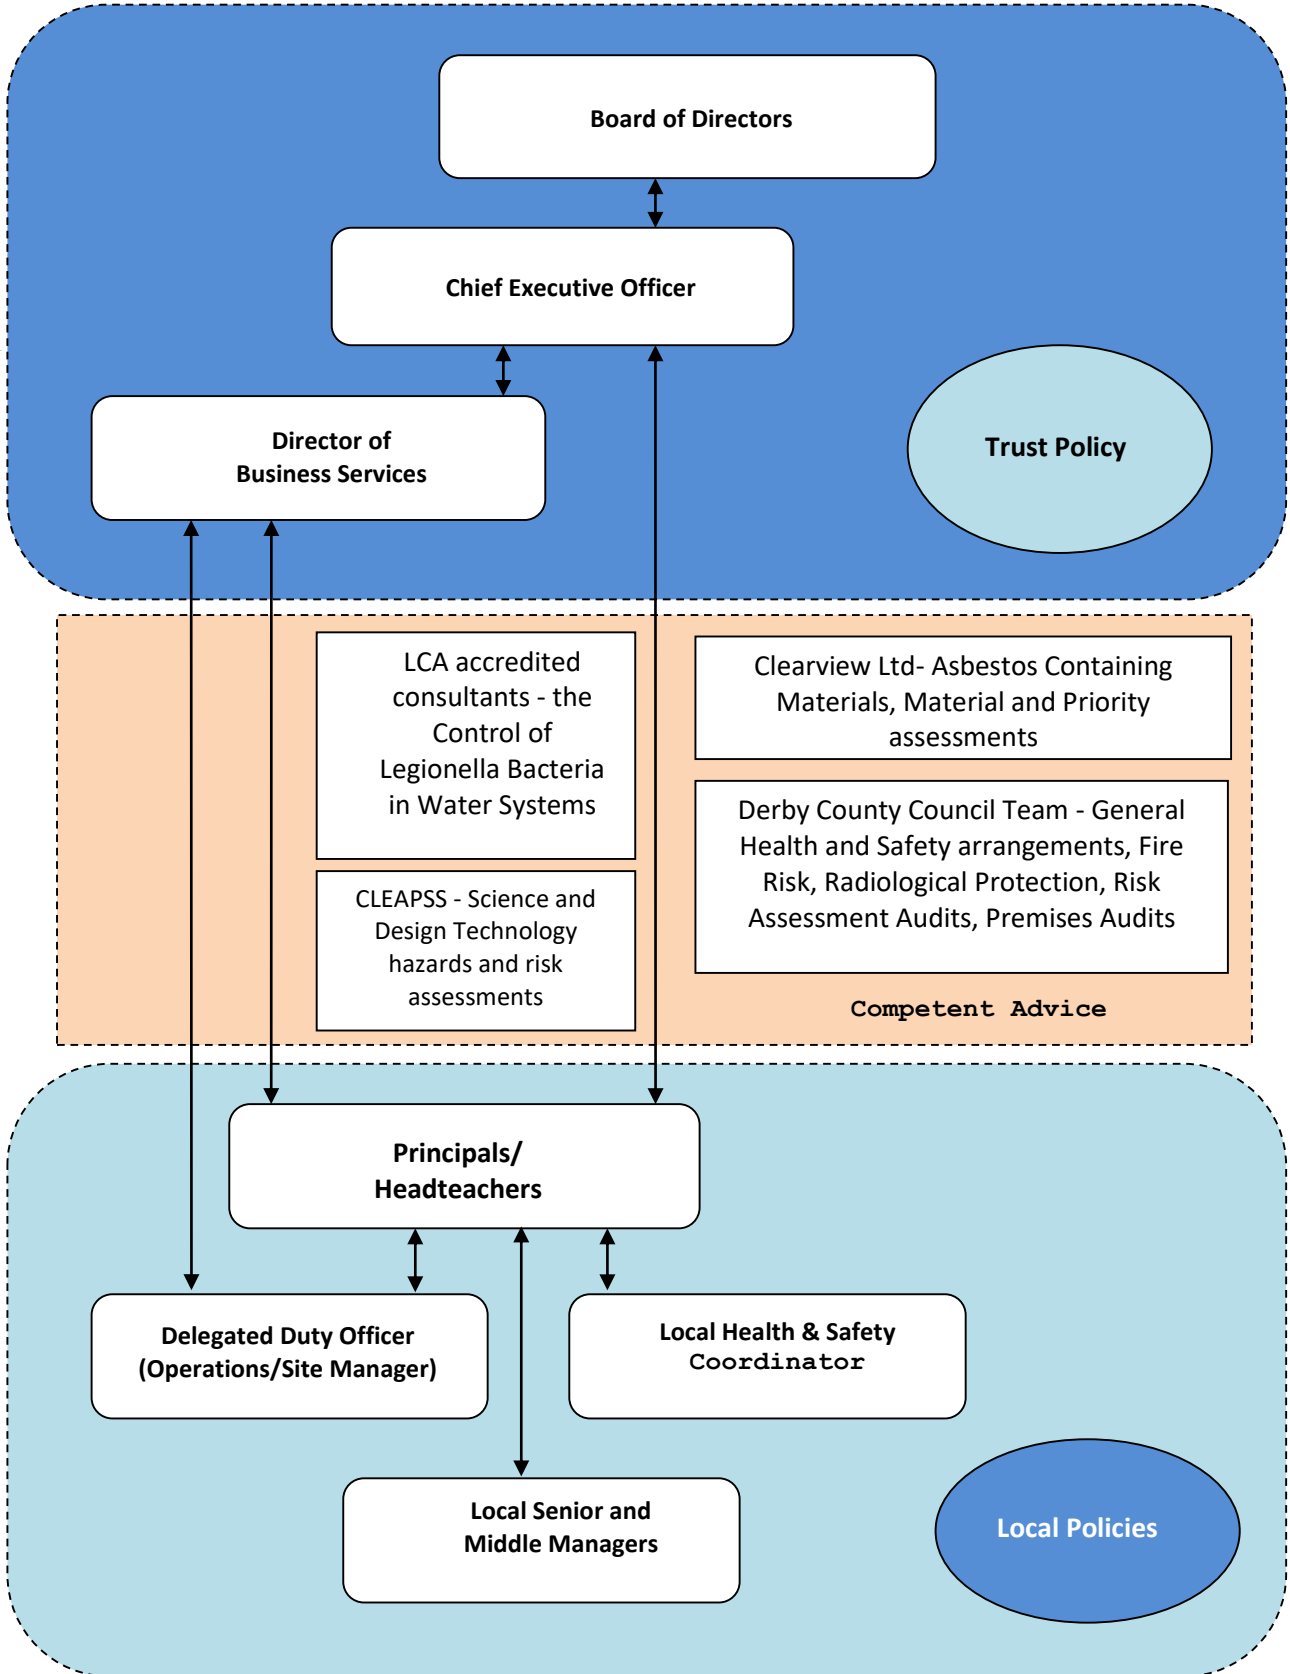 Board of Directors
Chief Executive Officer
Director of
Business Services
Trust Policy
LCA accredited
consultants - the
Control of
Legionella Bacteria
in Water Systems
Clearview Ltd- Asbestos Containing
Materials, Material and Priority
assessments
CLEAPSS - Science and
Design Technology
hazards and risk
assessments
Derby County Council Team - General
Health and Safety arrangements, Fire
Risk, Radiological Protection, Risk
Assessment Audits, Premises Audits
Competent Advice
Principals/
Headteachers
Delegated Duty Officer
(Operations/Site Manager)
Local Health & Safety
Coordinator
Local Senior and
Middle Managers
Local Policies